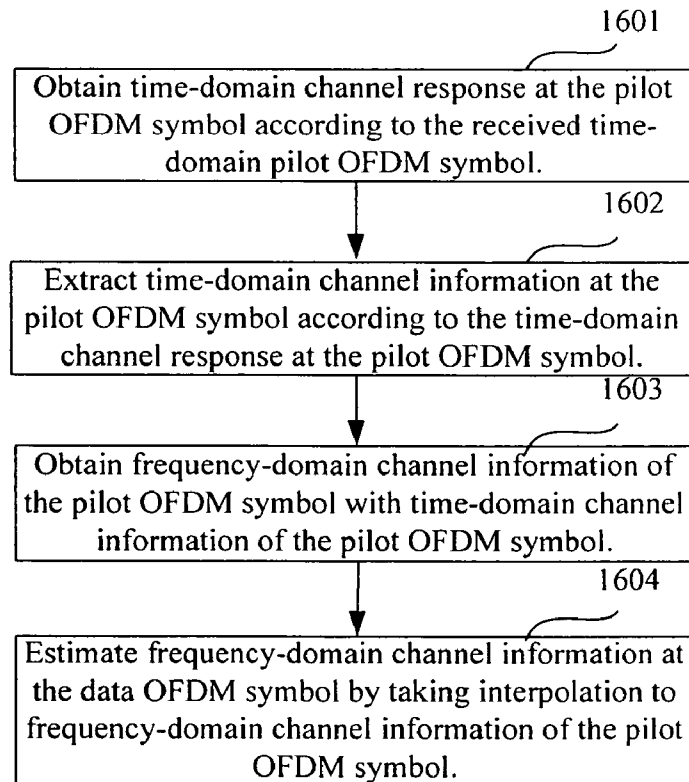 1601
Obtain time-domain channel response at the pilot
OFDM symbol according to the received time-
domain pilot OFDM symbol.
1602
Extract time-domain channel information at the
pilot OFDM symbol according to the time-domain
channel response at the pilot OFDM symbol.
1603
Obtain frequency-domain channel information of
the pilot OFDM symbol with time-domain channel
information of the pilot OFDM symbol.
1604
Estimate frequency-domain channel information at
the data OFDM symbol by taking interpolation to
frequency-domain channel information of the pilot
OFDM symbol.